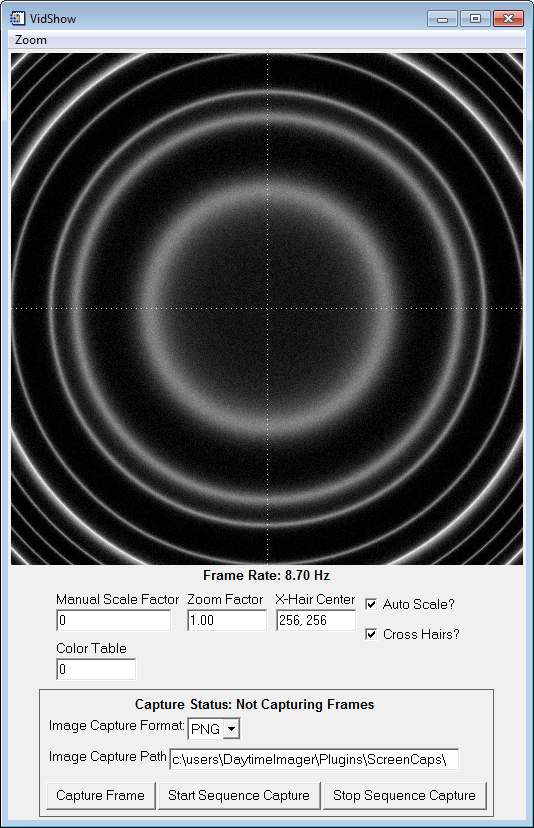 VidShow
Zoom
Frame Rate: 8.70 Hz
Manual Scale Factor Zoom Factor X-Hair Center
0 1.00 256, 256
Auto Scale?
Cross Hairs?
Color Table
0
Capture Status: Not Capturing Frames
Image Capture Format: PNG
Image Capture Path c:\users\DaytimeImager\Plugins\ScreenCaps\
Capture Frame Start Sequence Capture Stop Sequence Capture